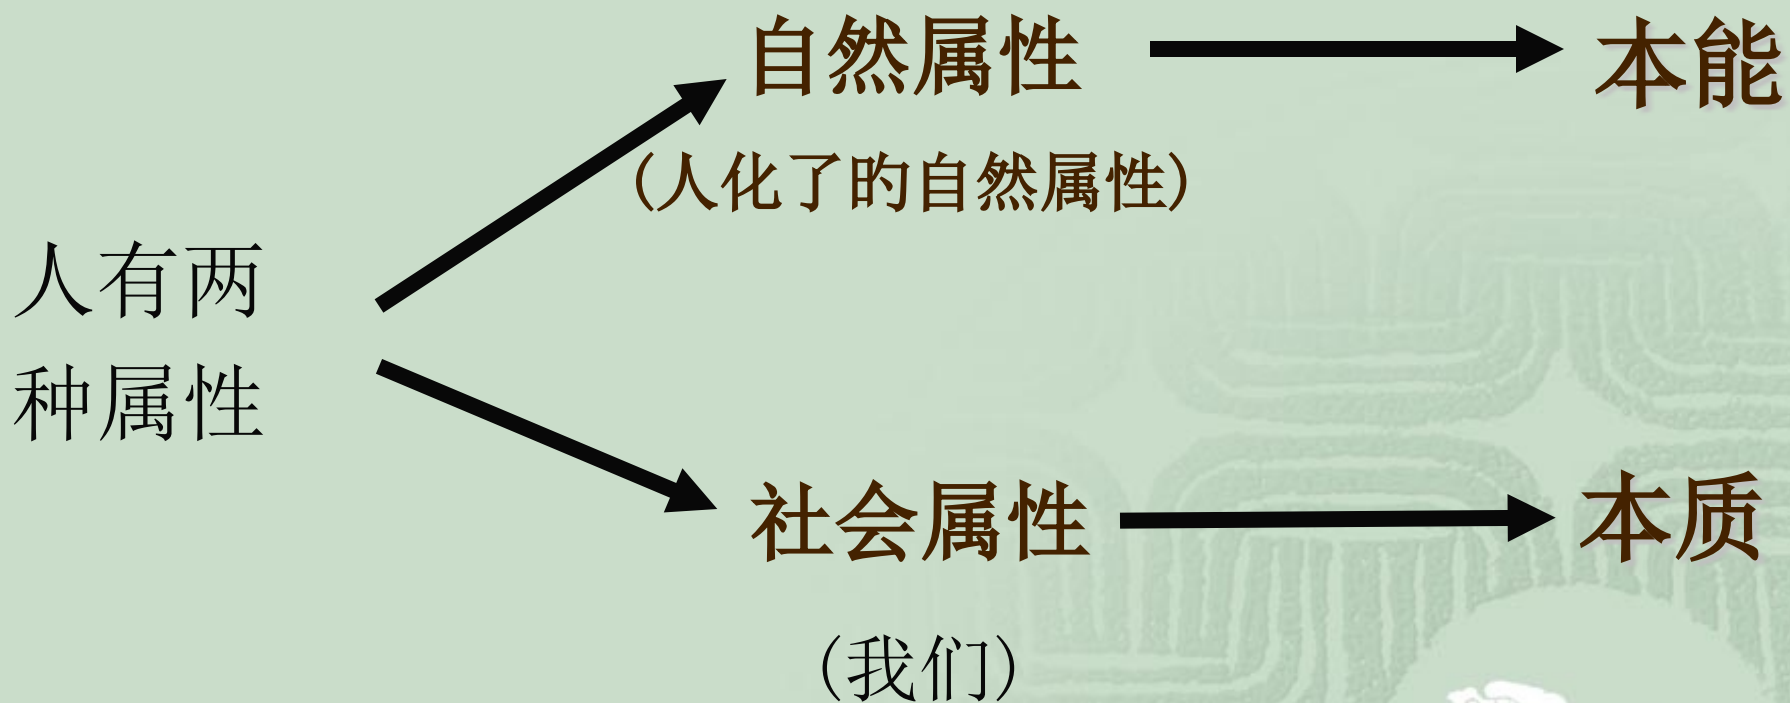 自然属性
本能
(人化了旳自然属性)
人有两
种属性
社会属性
本质
(我们)